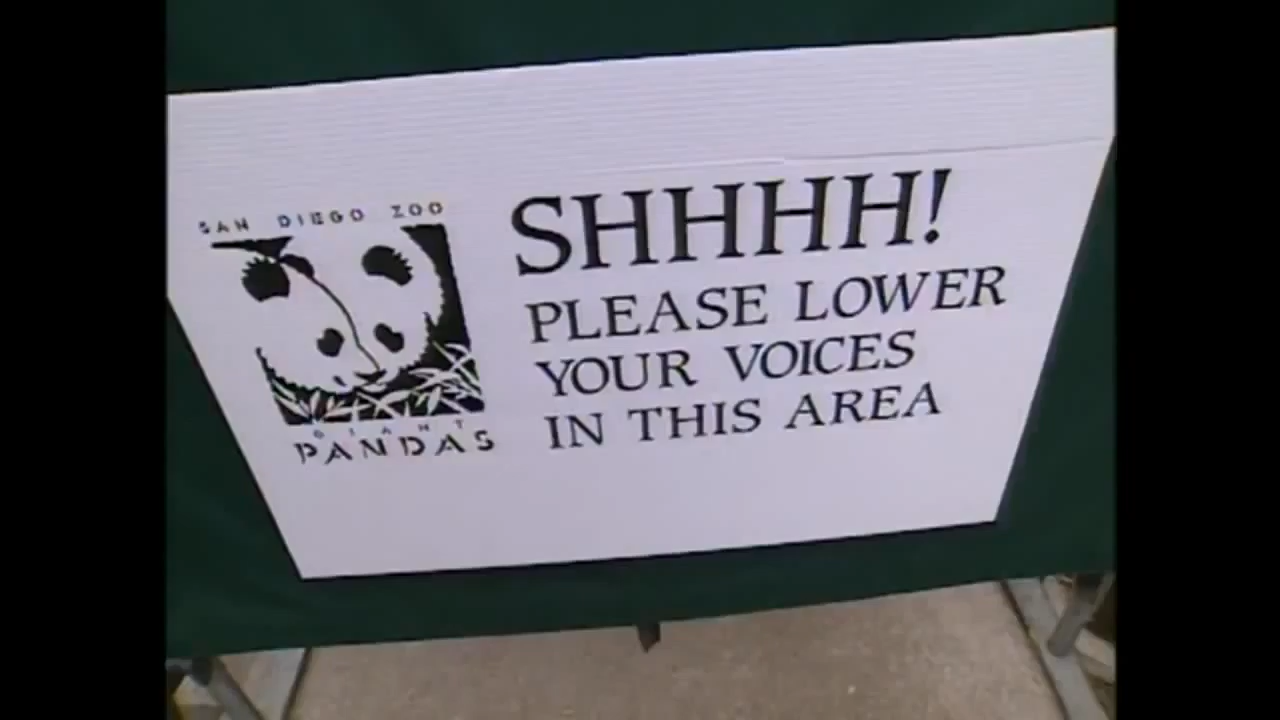 SAN DIEGO ZOO
GIANT
PANDAS
SHHHH!
PLEASE LOWER
YOUR VOICES
IN THIS AREA